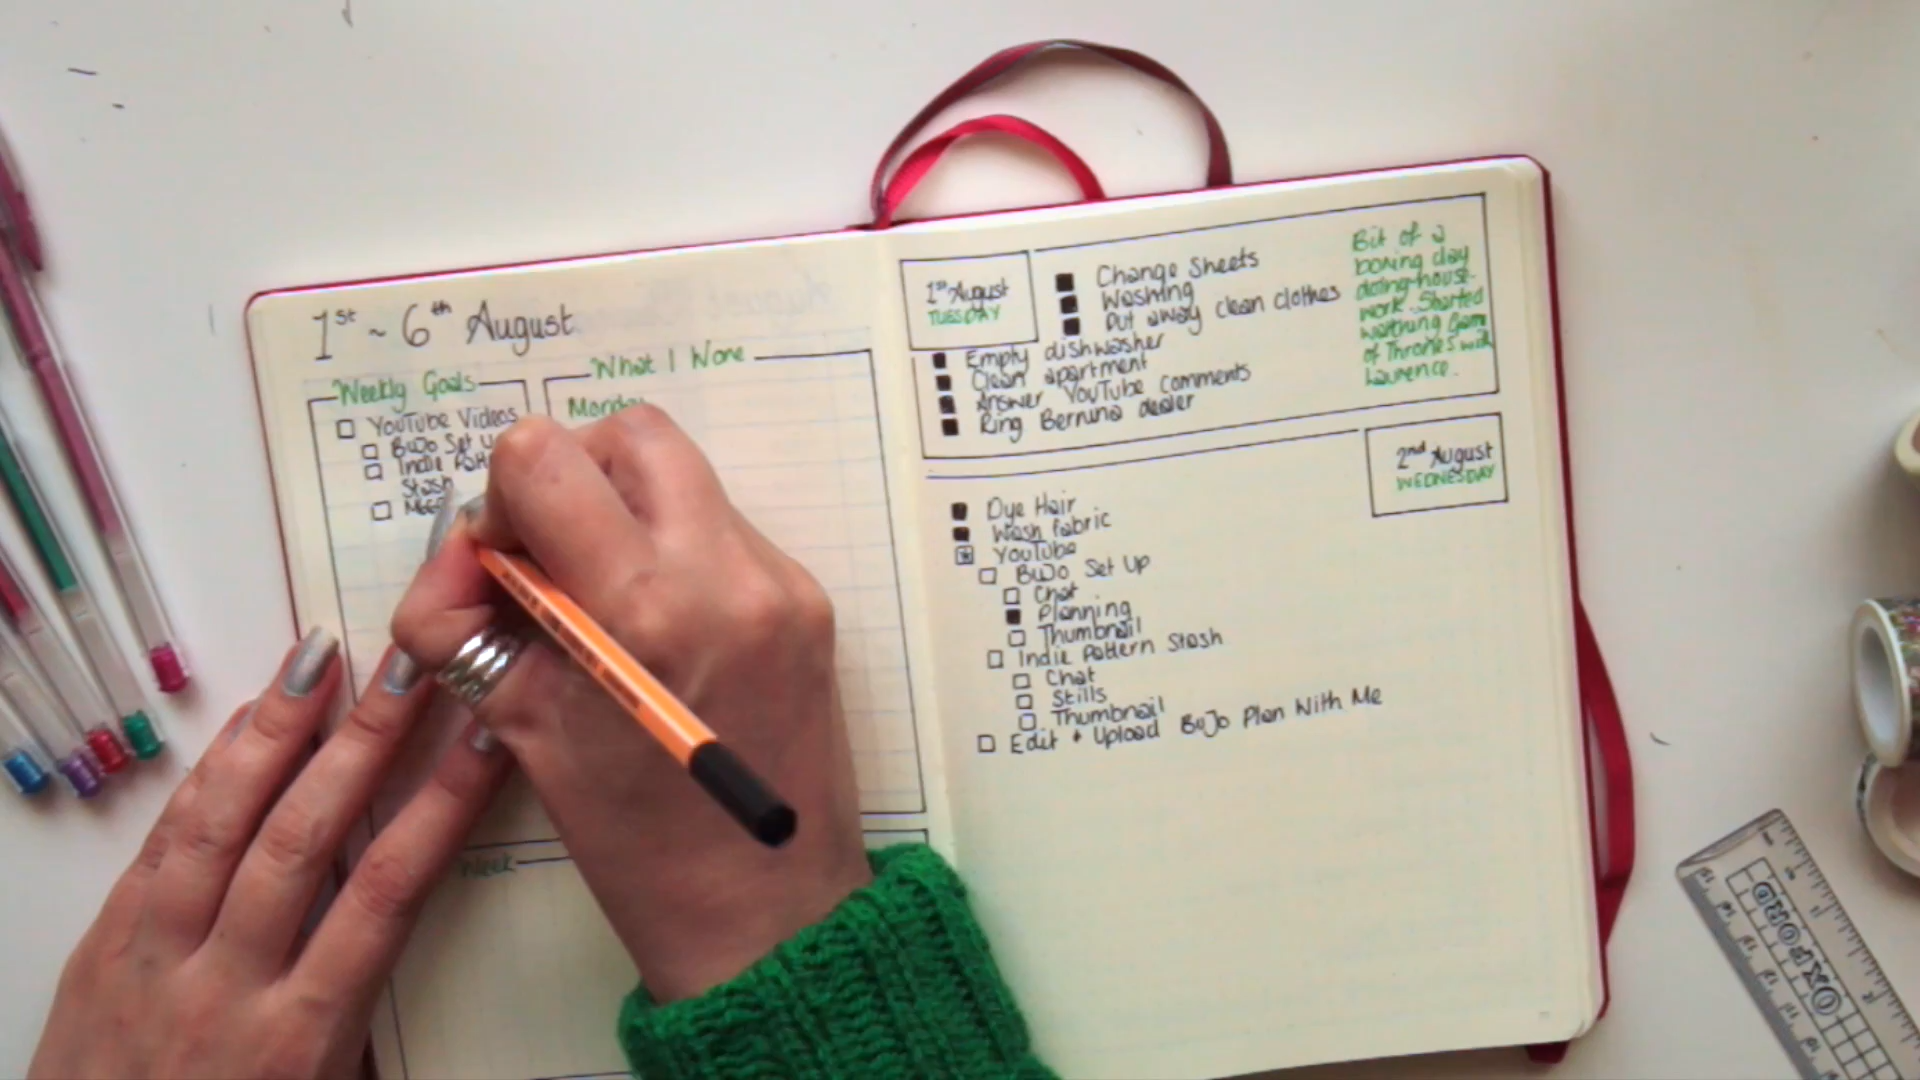 1st ~ 6th August
Weekly Goals
YouTube Videos
BuJo Set Up
Indie
Stash
What I Wore
Monday
Week
1st August
TUESDAY
Change Sheets
Washing
Put away clean clothes
Empty dishwasher
Clean apartment
Answer YouTube Comments
Ring Bernina dealer
Bit of a
boring day
doing house-
work. Started
watching Game
of Thrones with
Laurence.
2nd August
WEDNESDAY
Dye Hair
Wash fabric
YouTube
BuJo Set Up
Chat
Planning
Thumbnail
Indie Pattern Stash
Chat
Stills
Thumbnail
Edit + Upload BuJo Plan With Me
OXFORD